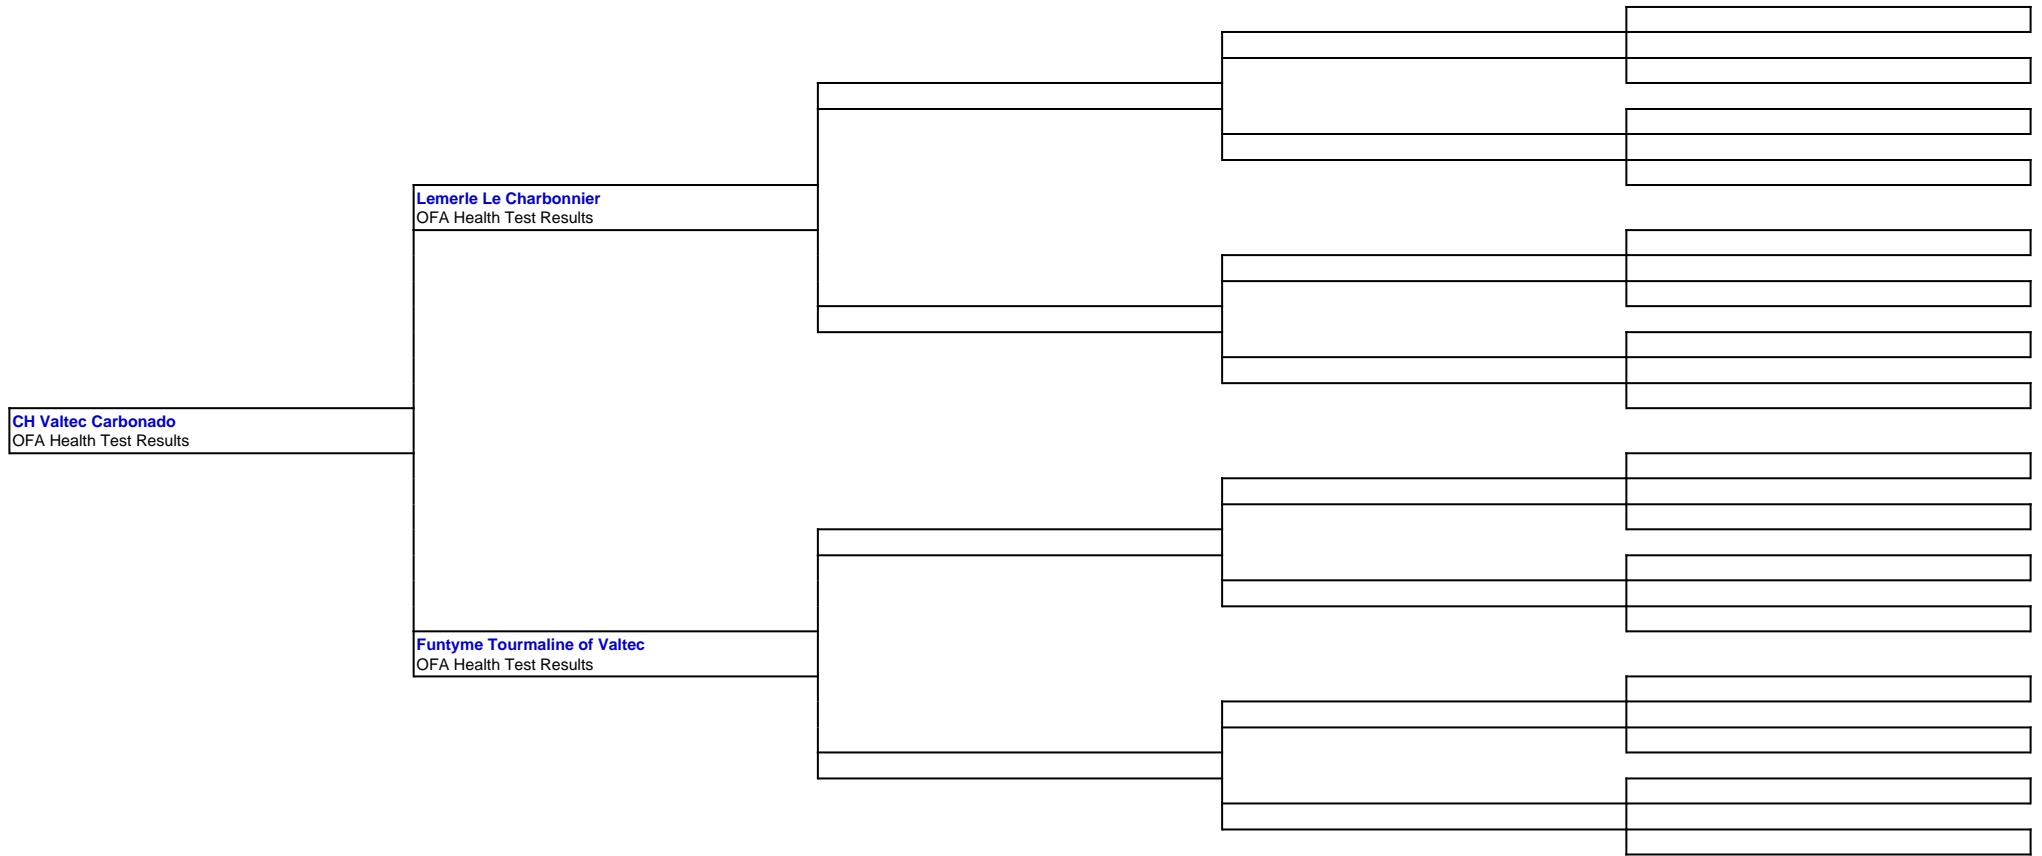 Lemerle Le Charbonnier
OFA Health Test Results
CH Valtec Carbonado
OFA Health Test Results
Funtyme Tourmaline of Valtec
OFA Health Test Results